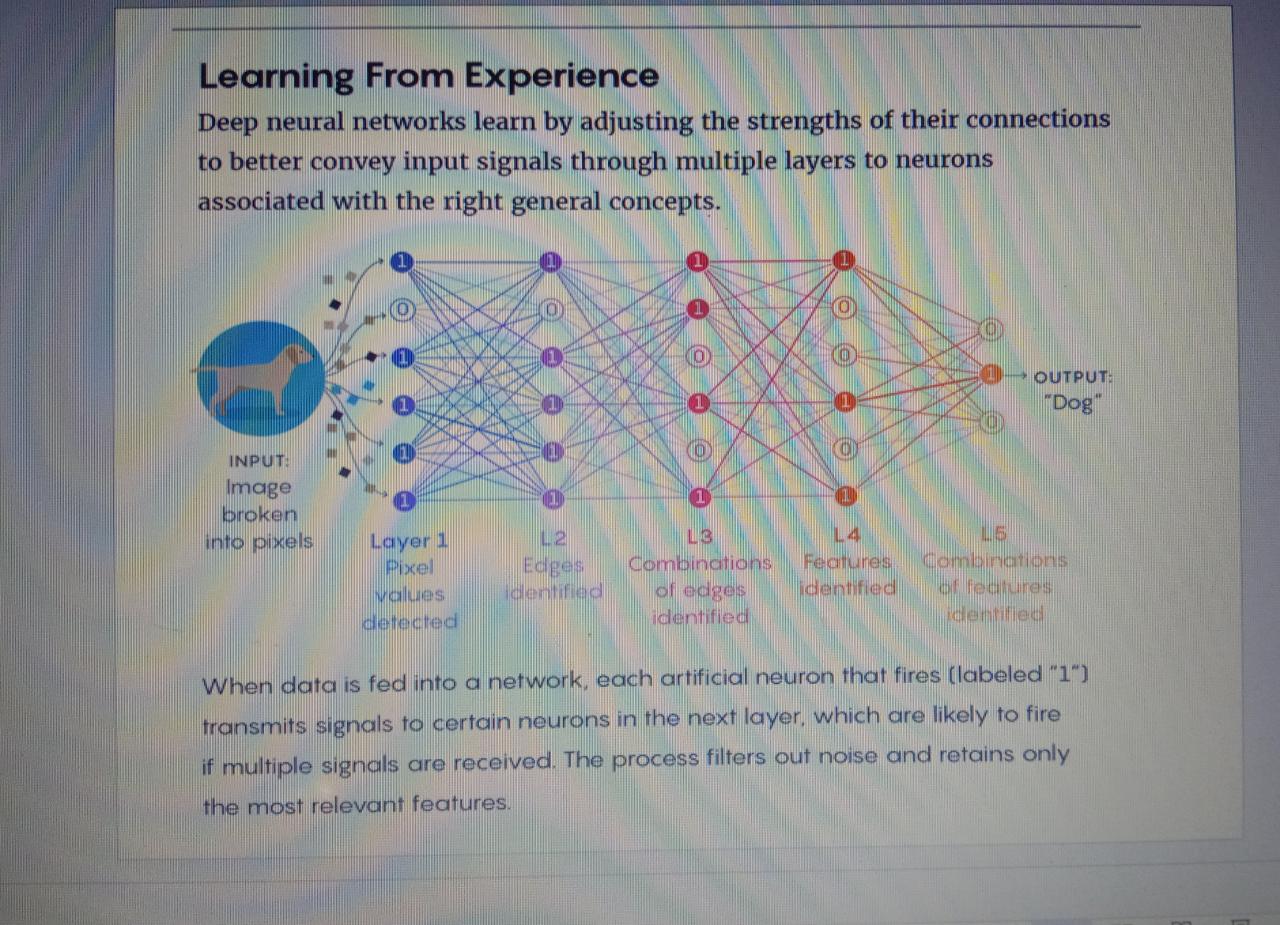 Learning From Experience
Deep neural networks learn by adjusting the strengths of their connections
to better convey input signals through multiple layers to neurons
associated with the right general concepts.
1 1 1 1
0 0 1 0 0
1 1 0 0 1
1 1 1 1 0
1 1 0 0
1 1 1 1
OUTPUT:
"Dog"
INPUT:
Image
broken
into pixels
Layer 1
Pixel
values
detected
L2
Edges
identified
L3
Combinations
of edges
identified
L4
Features
identified
L5
Combinations
of features
identified
When data is fed into a network, each artificial neuron that fires (labeled "1")
transmits signals to certain neurons in the next layer, which are likely to fire
if multiple signals are received. The process filters out noise and retains only
the most relevant features.